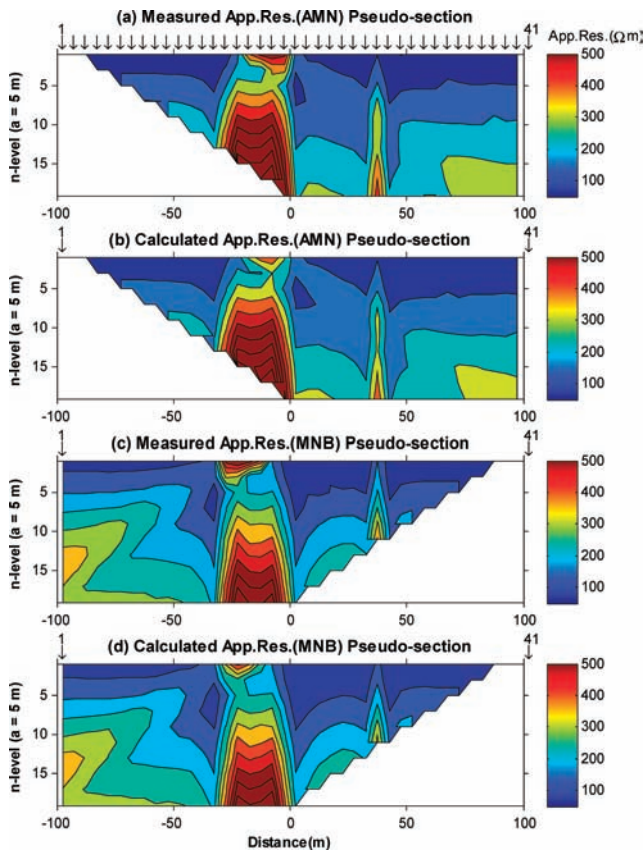 (a) Measured App.Res.(AMN) Pseudo-section
1 41
App.Res.(Ωm)
n-level (a = 5 m)
5
10
15
-100 -50 0 50 100
500
400
300
200
100
(b) Calculated App.Res.(AMN) Pseudo-section
1 41
n-level (a = 5 m)
5
10
15
-100 -50 0 50 100
500
400
300
200
100
(c) Measured App.Res.(MNB) Pseudo-section
1 41
n-level (a = 5 m)
5
10
15
-100 -50 0 50 100
500
400
300
200
100
(d) Calculated App.Res.(MNB) Pseudo-section
1 41
n-level (a = 5 m)
5
10
15
-100 -50 0 50 100
Distance(m)
500
400
300
200
100